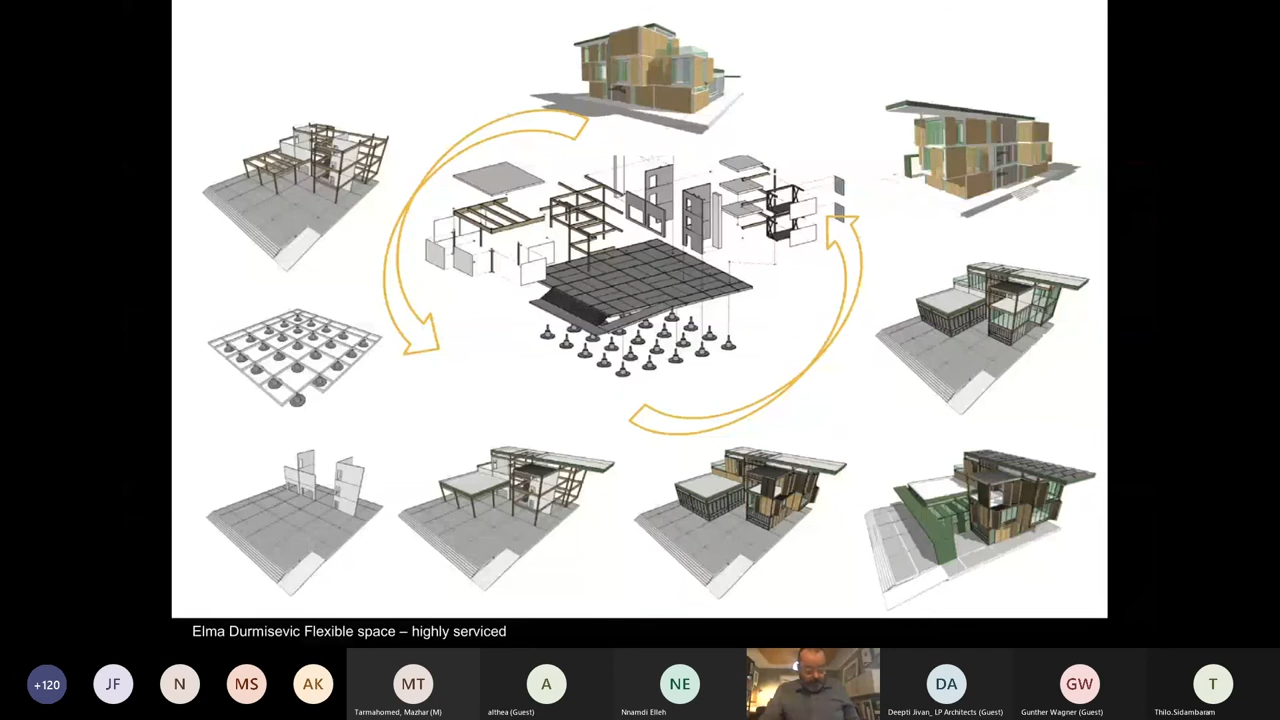 Elma Durmisevic Flexible space – highly serviced
+120
JF
N
MS
AK
MT
A
NE
DA
GW
T
Tarmahomed, Mazhar (M)
althea (Guest)
Nnamdi Elleh
Deepti Jivan_ LP Architects (Guest)
Gunther Wagner (Guest)
Thilo.Sidambaram